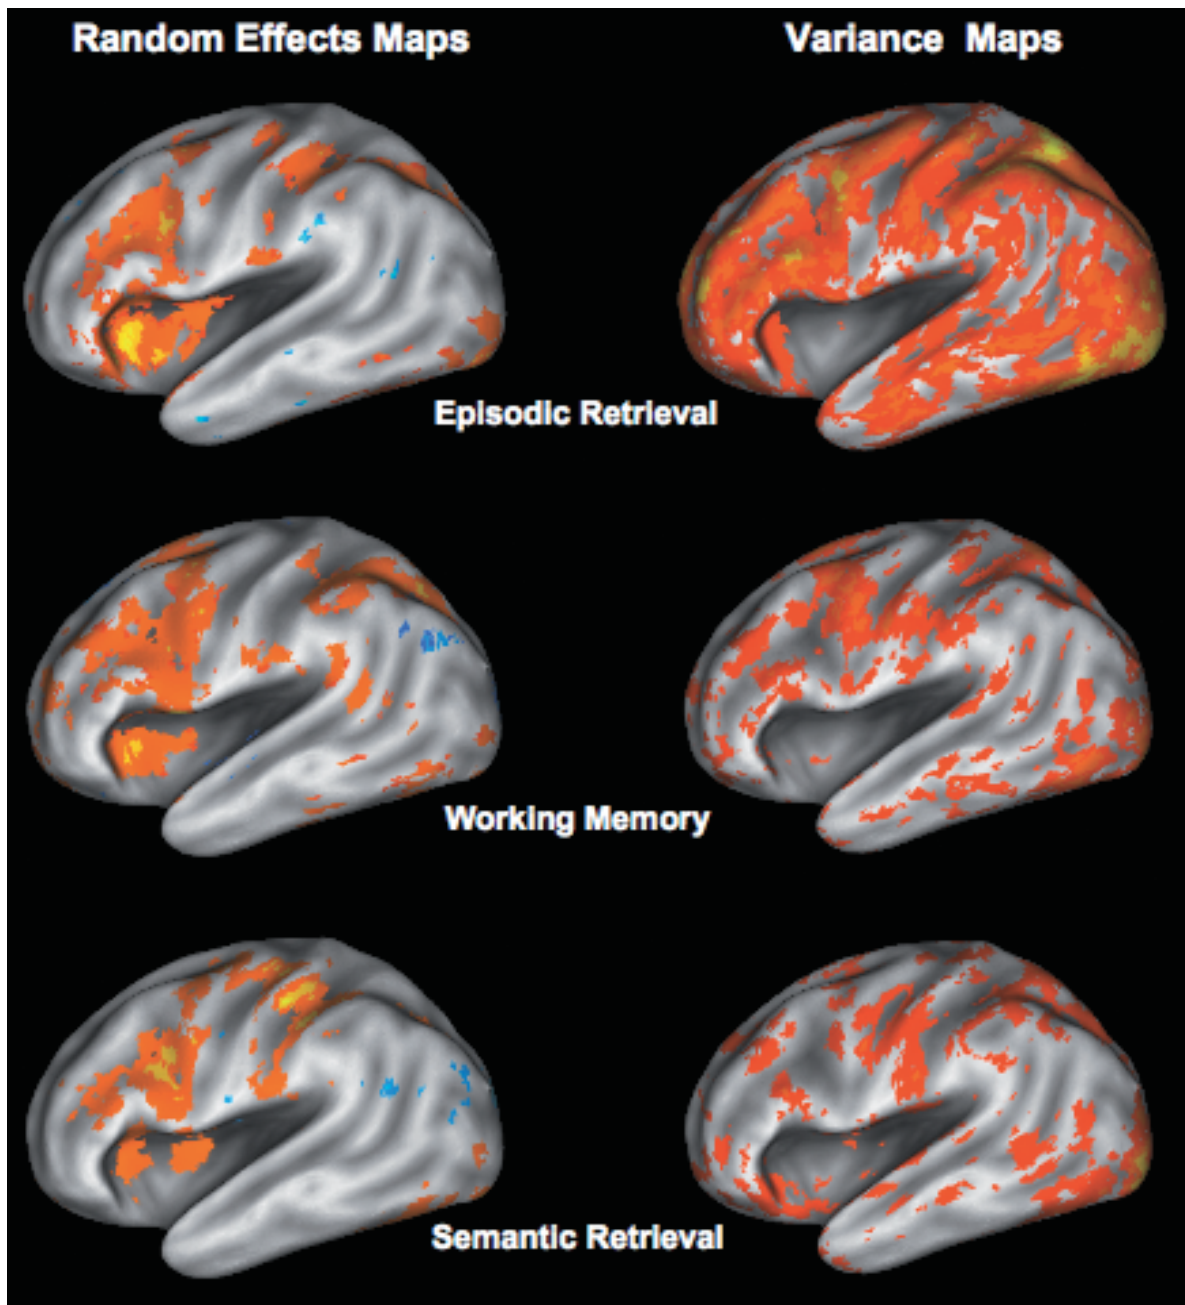 Random Effects Maps
Variance Maps
Episodic Retrieval
Working Memory
Semantic Retrieval